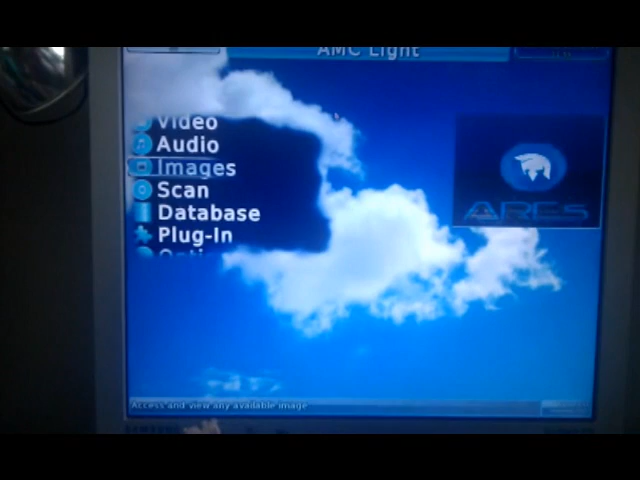 AMC Light
Video
Audio
Images
Scan
Database
Plug-In
ARES
Access and view any available image